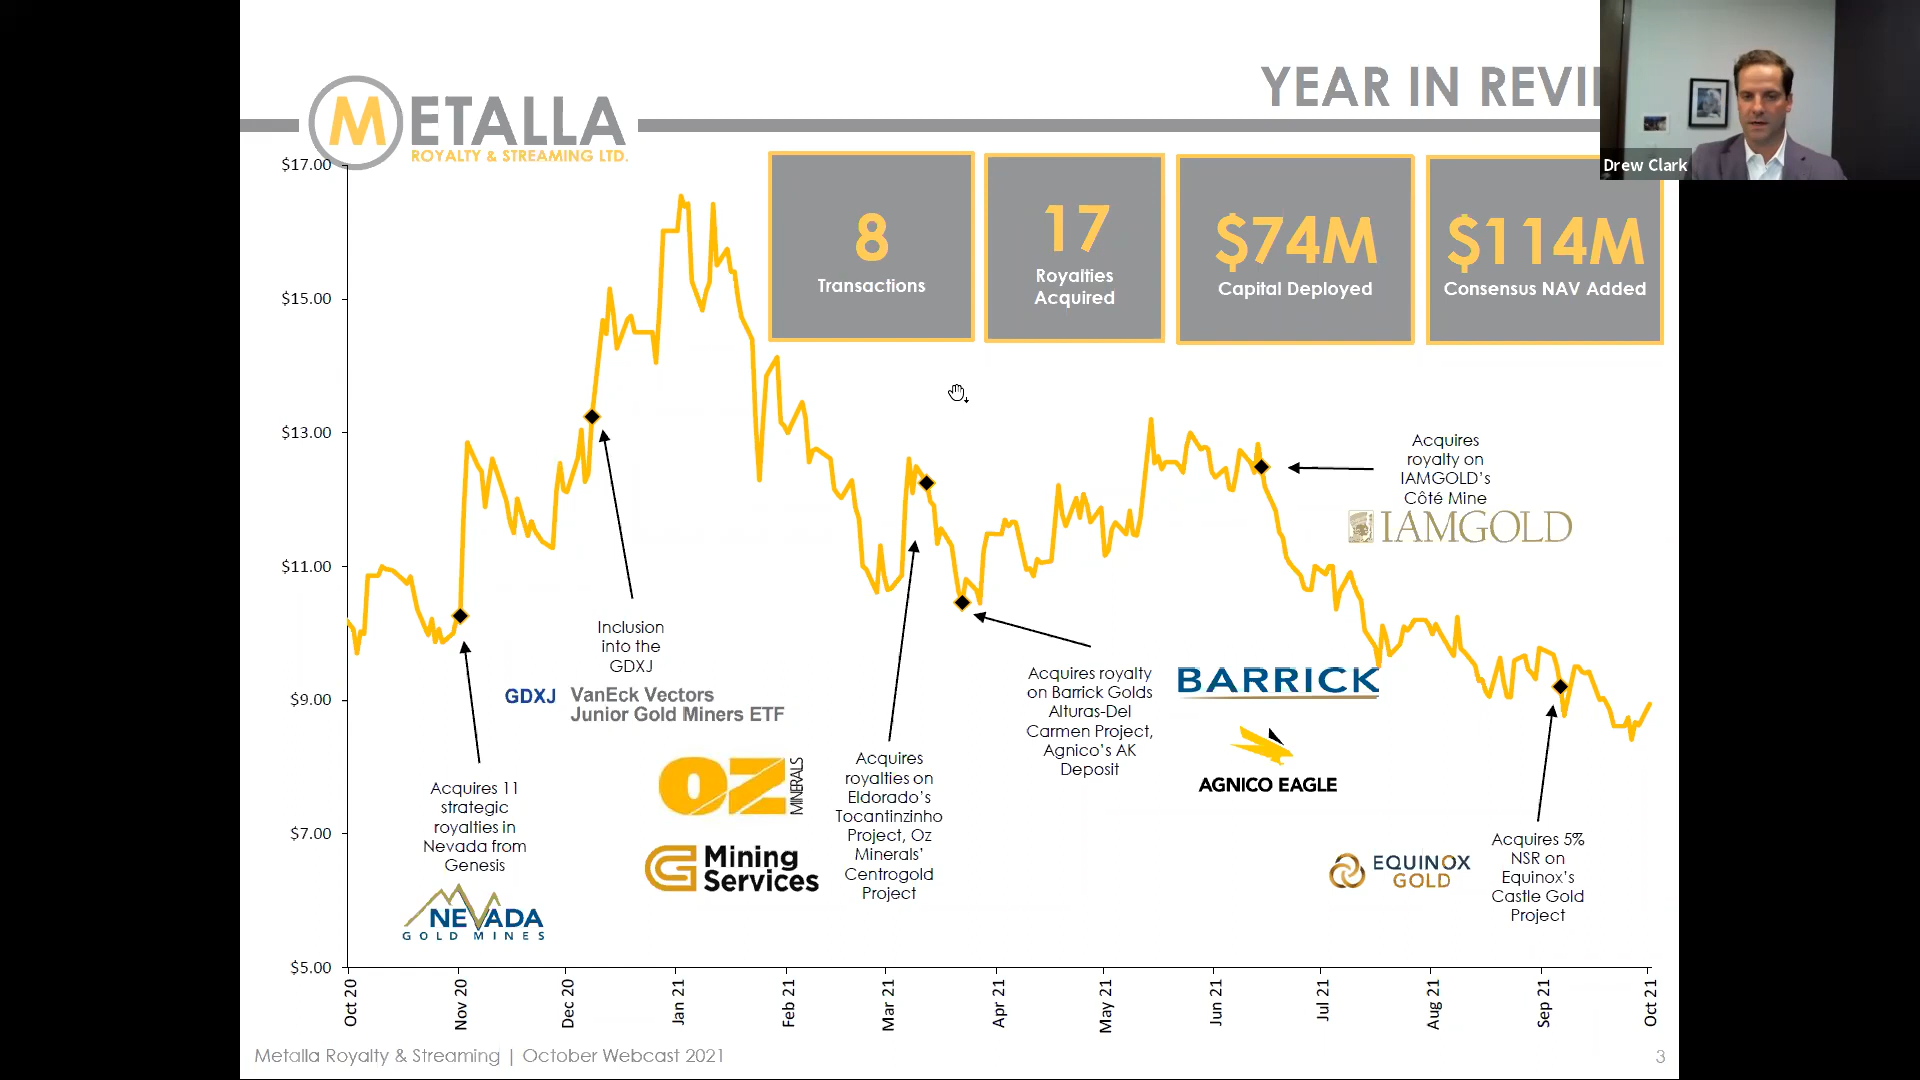 METALLA
ROYALTY & STREAMING LTD.
YEAR IN REVI
Drew Clark
8
Transactions
17
Royalties
Acquired
$74M
Capital Deployed
$114M
Consensus NAV Added
$17.00
$15.00
$13.00
$11.00
$9.00
$7.00
$5.00
Acquires
royalty on
IAMGOLD's
Côté Mine
IAMGOLD
Inclusion
into the
GDXJ
GDXJ VanEck Vectors
Junior Gold Miners ETF
Acquires 11
strategic
royalties in
Nevada from
Genesis
NEVADA
GOLD MINES
OZ MINERALS
G Mining
Services
Acquires
royalties on
Eldorado's
Tocantinzinho
Project, Oz
Minerals'
Centrogold
Project
Acquires royalty
on Barrick Golds
Alturas-Del
Carmen Project,
Agnico's AK
Deposit
BARRICK
AGNICO EAGLE
EQUINOX
GOLD
Acquires 5%
NSR on
Equinox's
Castle Gold
Project
Oct 20
Nov 20
Dec 20
Jan 21
Feb 21
Mar 21
Apr 21
May 21
Jun 21
Jul 21
Aug 21
Sep 21
Oct 21
Metalla Royalty & Streaming | October Webcast 2021
3